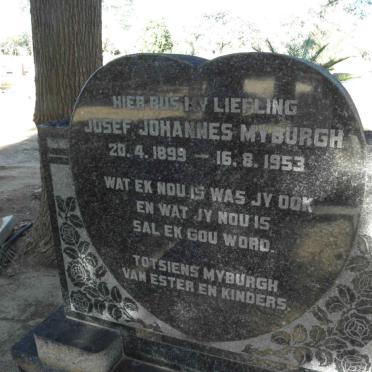 HIER RUS MY LIEFLING
JOSEF JOHANNES MYBURGH
20.4.1899 — 16.8.1953
WAT EK NOU IS WAS JY OOK
EN WAT JY NOU IS
SAL EK GOU WORD.
TOTSIENS MYBURGH
VAN ESTER EN KINDERS